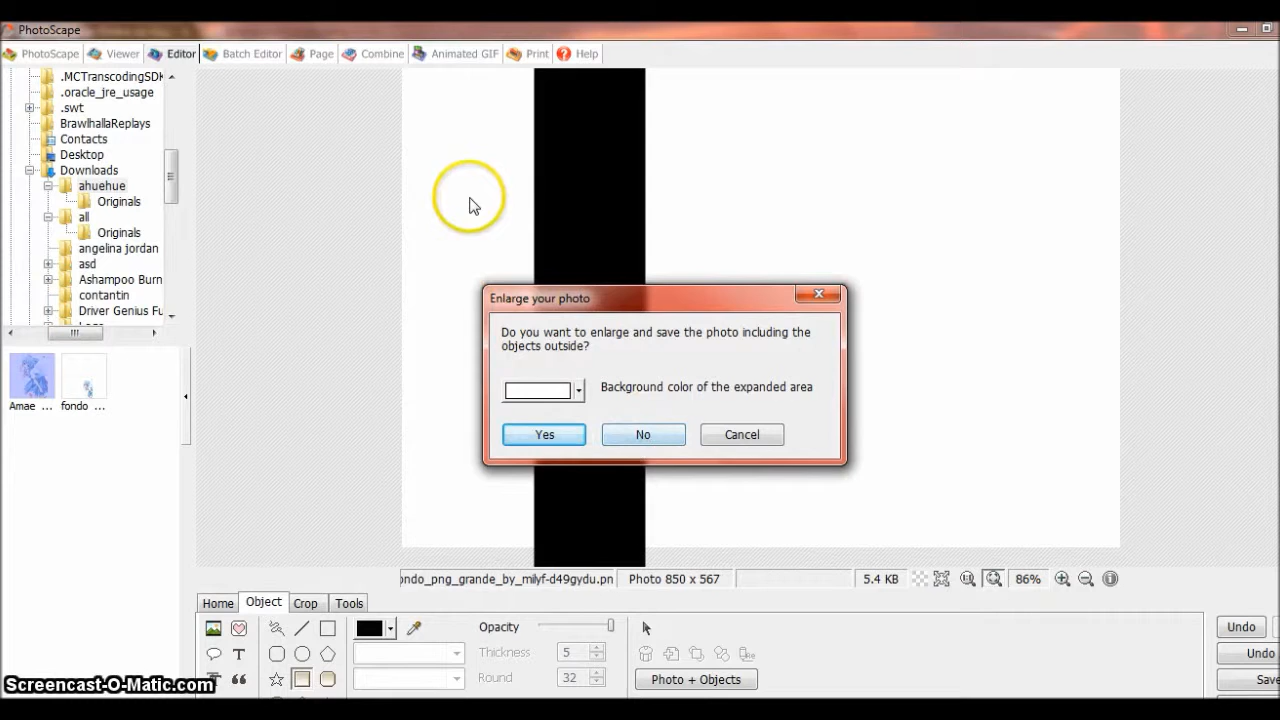 PhotoScape
PhotoScape Viewer Editor Batch Editor Page Combine Animated GIF Print Help
.MCTranscodingSDK
.oracle_jre_usage
.swt
BrawlhallaReplays
Contacts
Desktop
Downloads
ahuehue
Originals
all
Originals
angelina jordan
asd
Ashampoo Burn
contantin
Driver Genius Fu
Amae ...
fondo ...
Enlarge your photo
Do you want to enlarge and save the photo including the
objects outside?
Background color of the expanded area
Yes No Cancel
ondo_png_grande_by_milyf-d49gydu.pn Photo 850 x 567 5.4 KB 86%
Home Object Crop Tools
Opacity
Thickness 5
Round 32
Photo + Objects
Undo
Undo
Save
Screencast-O-Matic.com